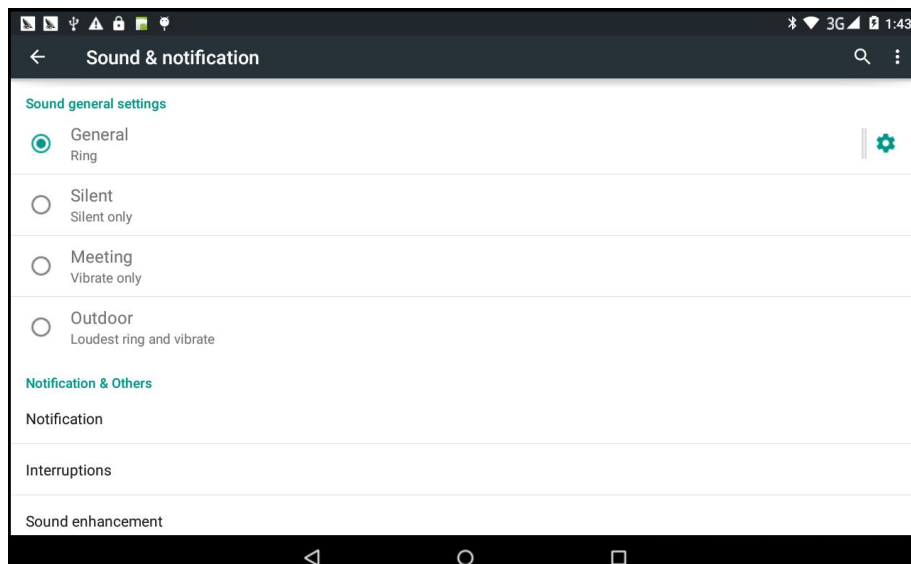 3G 1:43
Sound & notification
Sound general settings
General
Ring
Silent
Silent only
Meeting
Vibrate only
Outdoor
Loudest ring and vibrate
Notification & Others
Notification
Interruptions
Sound enhancement